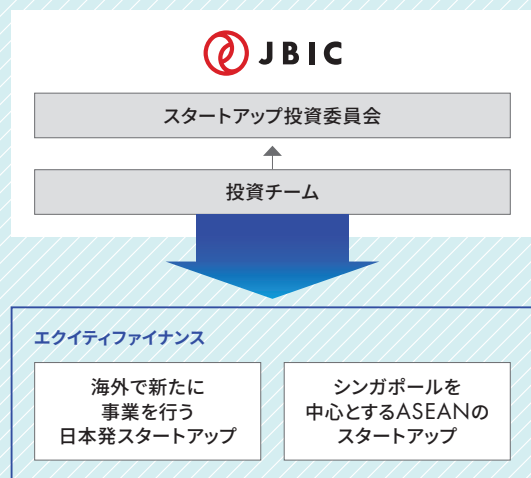 JBIC
スタートアップ投資委員会
投資チーム
エクイティファイナンス
海外で新たに
事業を行う
日本発スタートアップ
シンガポールを
中心とするASEANの
スタートアップ